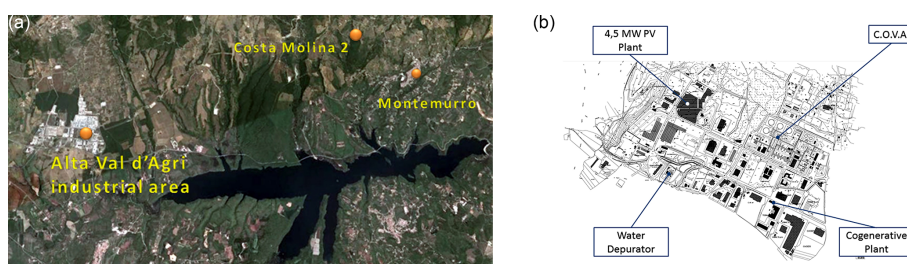 (a)
Costa Molina 2
Montemurro
Alta Val d'Agri
industrial area
(b)
4,5 MW PV
Plant
C.O.V.A
Water
Depurator
Cogenerative
Plant